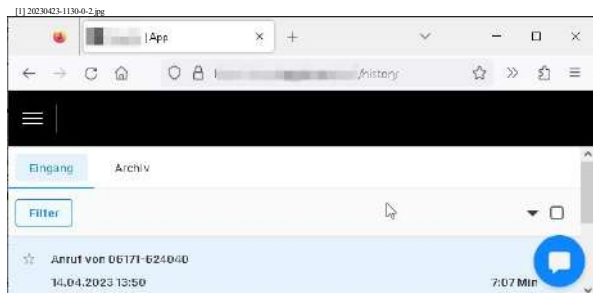 [1] 20230423-1130-0-2.jpg
| App
/history
Eingang Archiv
Filter
Anruf von 06171-624040
14.04.2023 13:50 7:07 Min